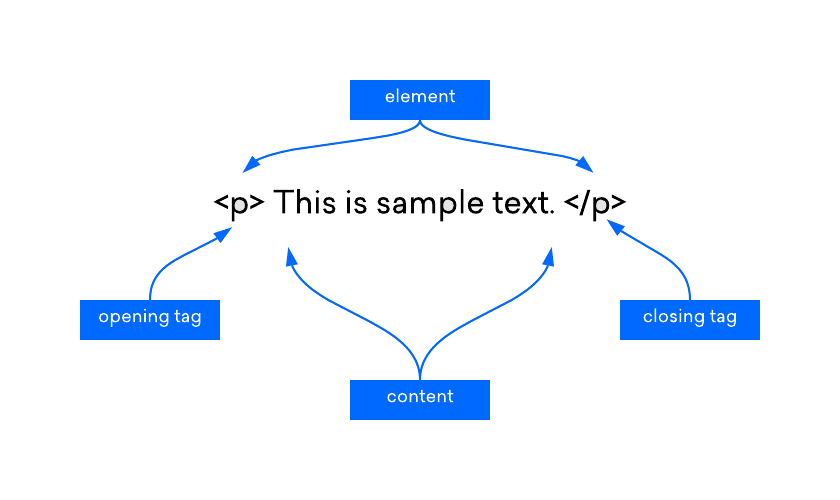 element
<p> This is sample text. </p>
opening tag
closing tag
content